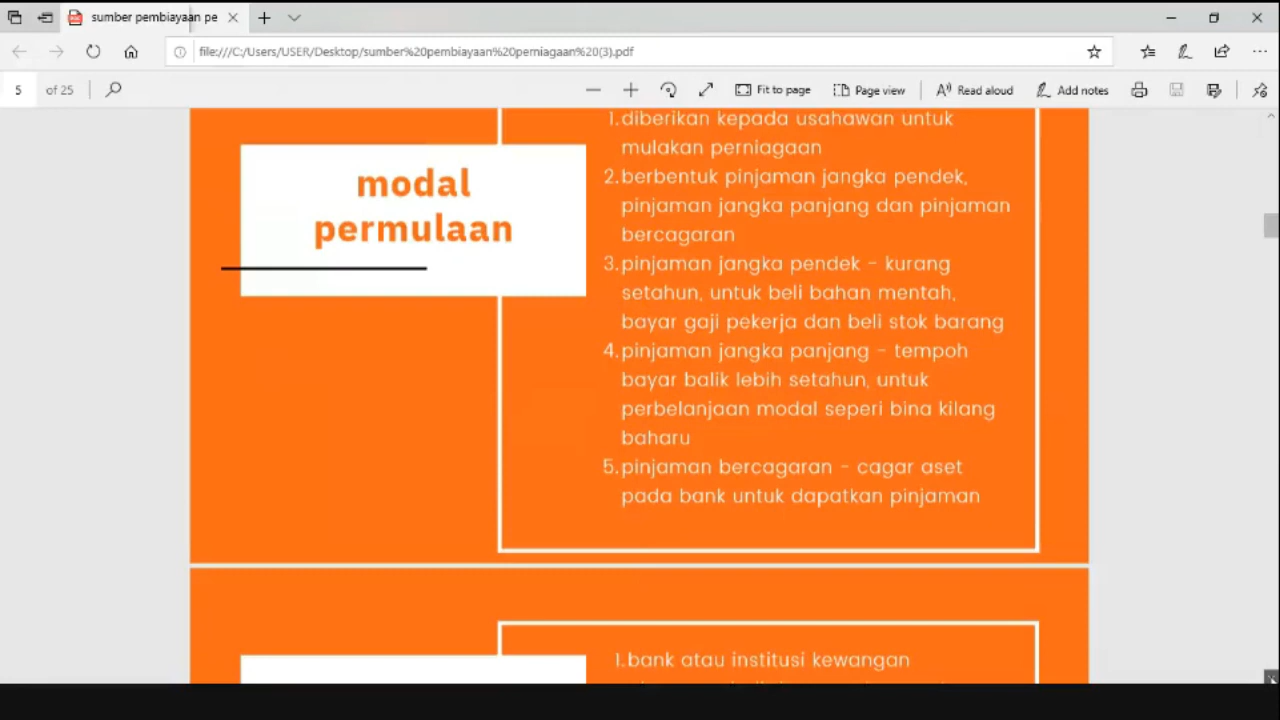 sumber pembiayaan pe
file:///C:/Users/USER/Desktop/sumber%20pembiayaan%20perniagaan%20(3).pdf
5 of 25
Fit to page
Page view
Read aloud
Add notes
modal
permulaan
1.diberikan kepada usahawan untuk
mulakan perniagaan
2.berbentuk pinjaman jangka pendek,
pinjaman jangka panjang dan pinjaman
bercagaran
3.pinjaman jangka pendek - kurang
setahun, untuk beli bahan mentah,
bayar gaji pekerja dan beli stok barang
4.pinjaman jangka panjang - tempoh
bayar balik lebih setahun, untuk
perbelanjaan modal seperi bina kilang
baharu
5.pinjaman bercagaran - cagar aset
pada bank untuk dapatkan pinjaman
1.bank atau institusi kewangan